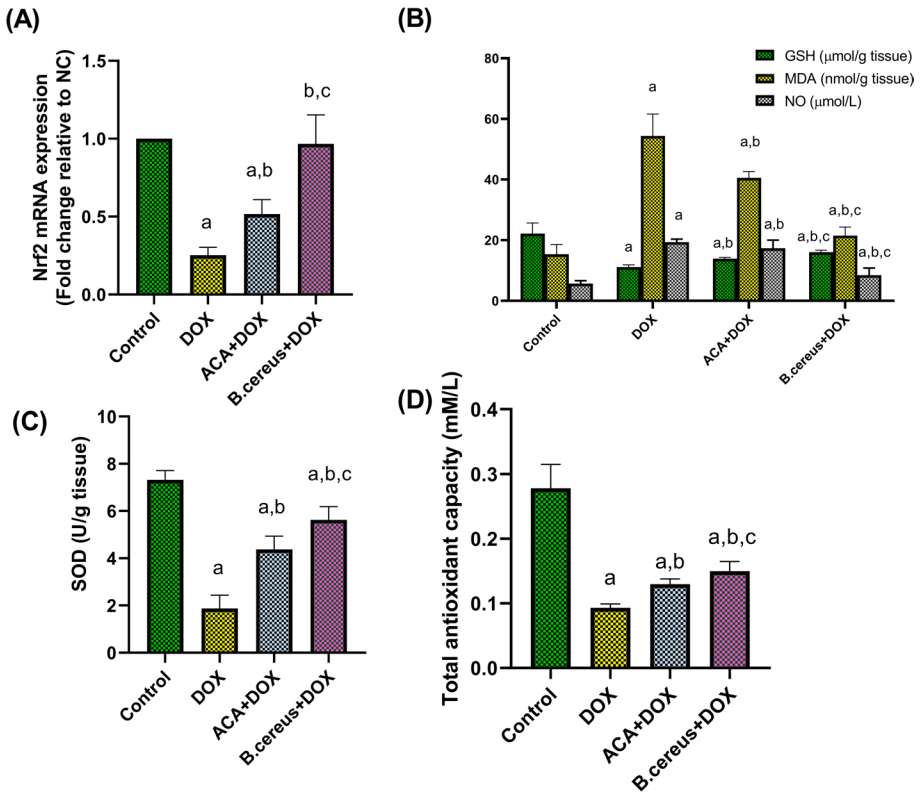 (A)
Nrf2 mRNA expression
(Fold change relative to NC)
1.5
1.0
0.5
0.0
a
a,b
b,c
Control
DOX
ACA+DOX
B.cereus+DOX
(B)
GSH (μmol/g tissue)
MDA (nmol/g tissue)
NO (μmol/L)
80
60
40
20
0
a
a
a
a,b
a,b
a,b
a,b,c
a,b,c
a,b,c
Control
DOX
ACA+DOX
B.cereus+DOX
(C)
SOD (U/g tissue)
10
8
6
4
2
0
a
a,b
a,b,c
Control
DOX
ACA+DOX
B.cereus+DOX
(D)
Total antioxidant capacity (mM/L)
0.4
0.3
0.2
0.1
0.0
a
a,b
a,b,c
Control
DOX
ACA+DOX
B.cereus+DOX